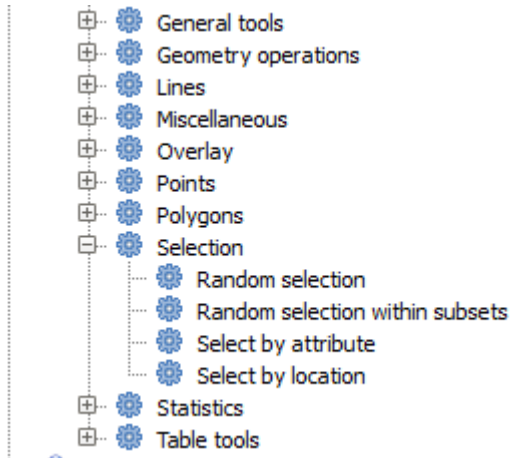 General tools
Geometry operations
Lines
Miscellaneous
Overlay
Points
Polygons
Selection
Random selection
Random selection within subsets
Select by attribute
Select by location
Statistics
Table tools